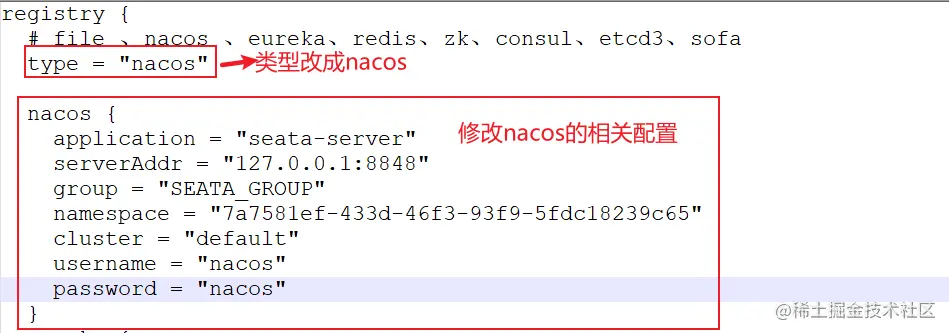 registry {
# file 、nacos 、eureka、redis、zk、consul、etcd3、sofa
type = "nacos" 类型改成nacos
nacos {
application = "seata-server" 修改nacos的相关配置
serverAddr = "127.0.0.1:8848"
group = "SEATA_GROUP"
namespace = "7a7581ef-433d-46f3-93f9-5fdc18239c65"
cluster = "default"
username = "nacos"
password = "nacos"
}
@稀土掘金技术社区